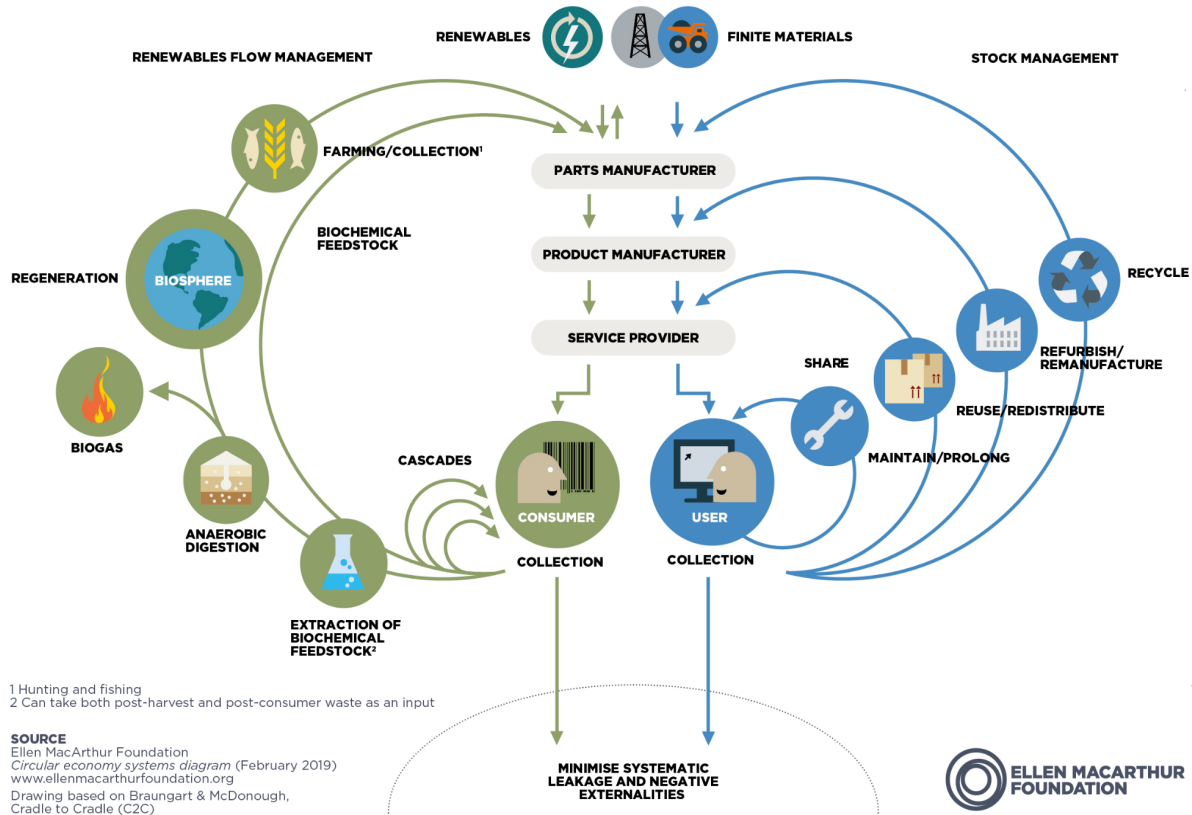 RENEWABLES
FINITE MATERIALS
RENEWABLES FLOW MANAGEMENT
STOCK MANAGEMENT
FARMING/COLLECTION¹
PARTS MANUFACTURER
BIOCHEMICAL
FEEDSTOCK
PRODUCT MANUFACTURER
REGENERATION
BIOSPHERE
RECYCLE
SERVICE PROVIDER
SHARE
REFURBISH/
REMANUFACTURE
REUSE/REDISTRIBUTE
BIOGAS
CASCADES
MAINTAIN/PROLONG
CONSUMER
USER
ANAEROBIC
DIGESTION
COLLECTION
COLLECTION
EXTRACTION OF
BIOCHEMICAL
FEEDSTOCK²
1 Hunting and fishing
2 Can take both post-harvest and post-consumer waste as an input
SOURCE
Ellen MacArthur Foundation
Circular economy systems diagram (February 2019)
www.ellenmacarthurfoundation.org
Drawing based on Braungart & McDonough,
Cradle to Cradle (C2C)
MINIMISE SYSTEMATIC
LEAKAGE AND NEGATIVE
EXTERNALITIES
ELLEN MACARTHUR
FOUNDATION